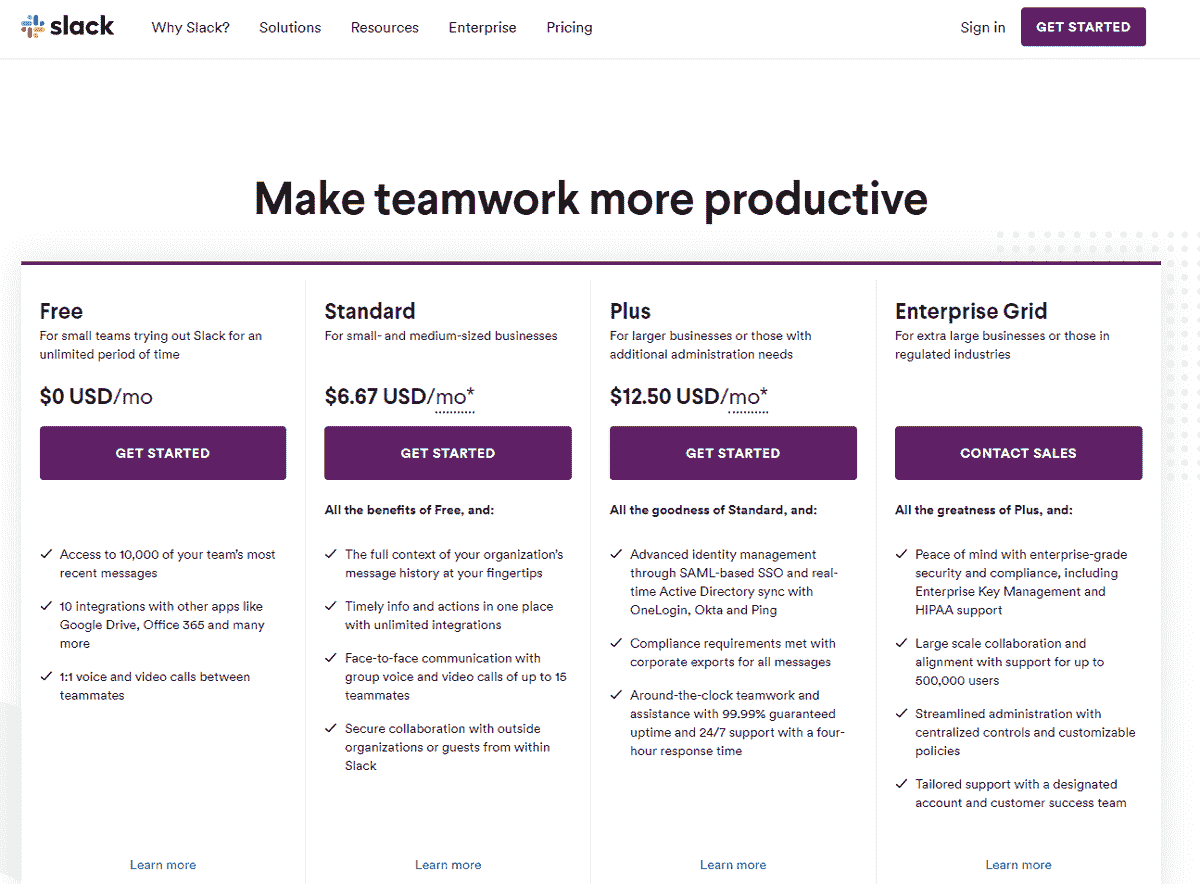 slack
Why Slack?
Solutions
Resources
Enterprise
Pricing
Sign in
GET STARTED
Make teamwork more productive
Free
For small teams trying out Slack for an
unlimited period of time
$0 USD/mo
GET STARTED
Access to 10,000 of your team's most
recent messages
10 integrations with other apps like
Google Drive, Office 365 and many
more
1:1 voice and video calls between
teammates
Learn more
Standard
For small- and medium-sized businesses
$6.67 USD/mo*
GET STARTED
All the benefits of Free, and:
The full context of your organization's
message history at your fingertips
Timely info and actions in one place
with unlimited integrations
Face-to-face communication with
group voice and video calls of up to 15
teammates
Secure collaboration with outside
organizations or guests from within
Slack
Learn more
Plus
For larger businesses or those with
additional administration needs
$12.50 USD/mo*
GET STARTED
All the goodness of Standard, and:
Advanced identity management
through SAML-based SSO and real-
time Active Directory sync with
OneLogin, Okta and Ping
Compliance requirements met with
corporate exports for all messages
Around-the-clock teamwork and
assistance with 99.99% guaranteed
uptime and 24/7 support with a four-
hour response time
Learn more
Enterprise Grid
For extra large businesses or those in
regulated industries
CONTACT SALES
All the greatness of Plus, and:
Peace of mind with enterprise-grade
security and compliance, including
Enterprise Key Management and
HIPAA support
Large scale collaboration and
alignment with support for up to
500,000 users
Streamlined administration with
centralized controls and customizable
policies
Tailored support with a designated
account and customer success team
Learn more